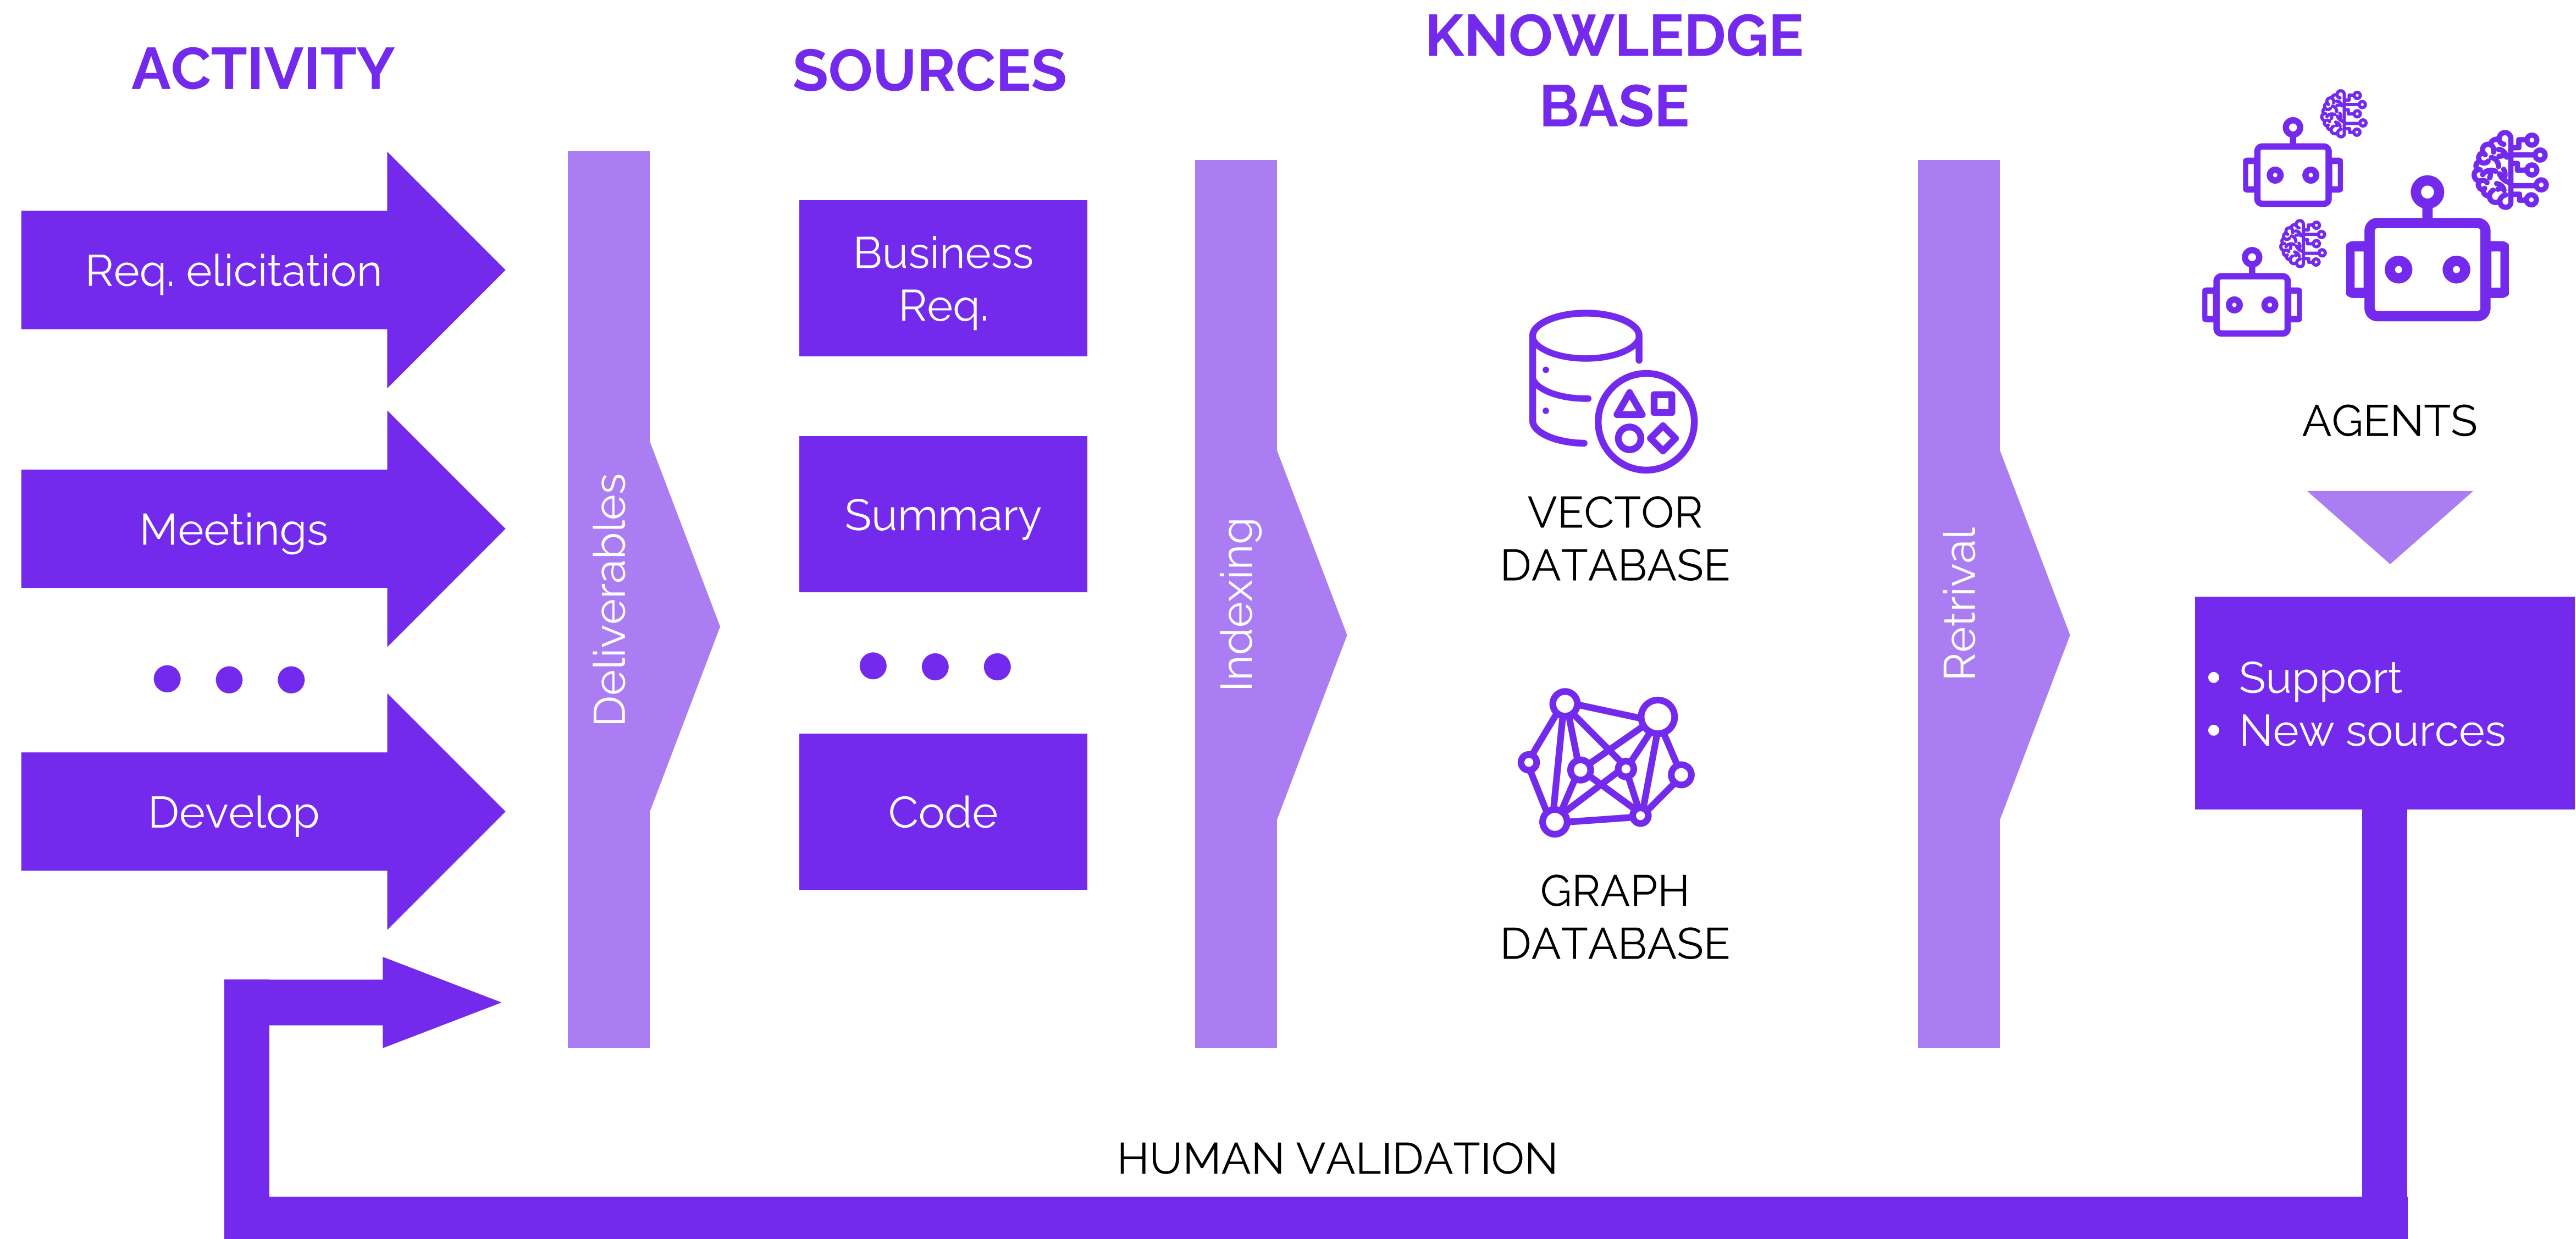 ACTIVITY
Req. elicitation
Meetings
Develop
Deliverables
SOURCES
Business
Req.
Summary
Code
Indexing
KNOWLEDGE
BASE
VECTOR
DATABASE
GRAPH
DATABASE
Retrival
AGENTS
• Support
• New sources
HUMAN VALIDATION